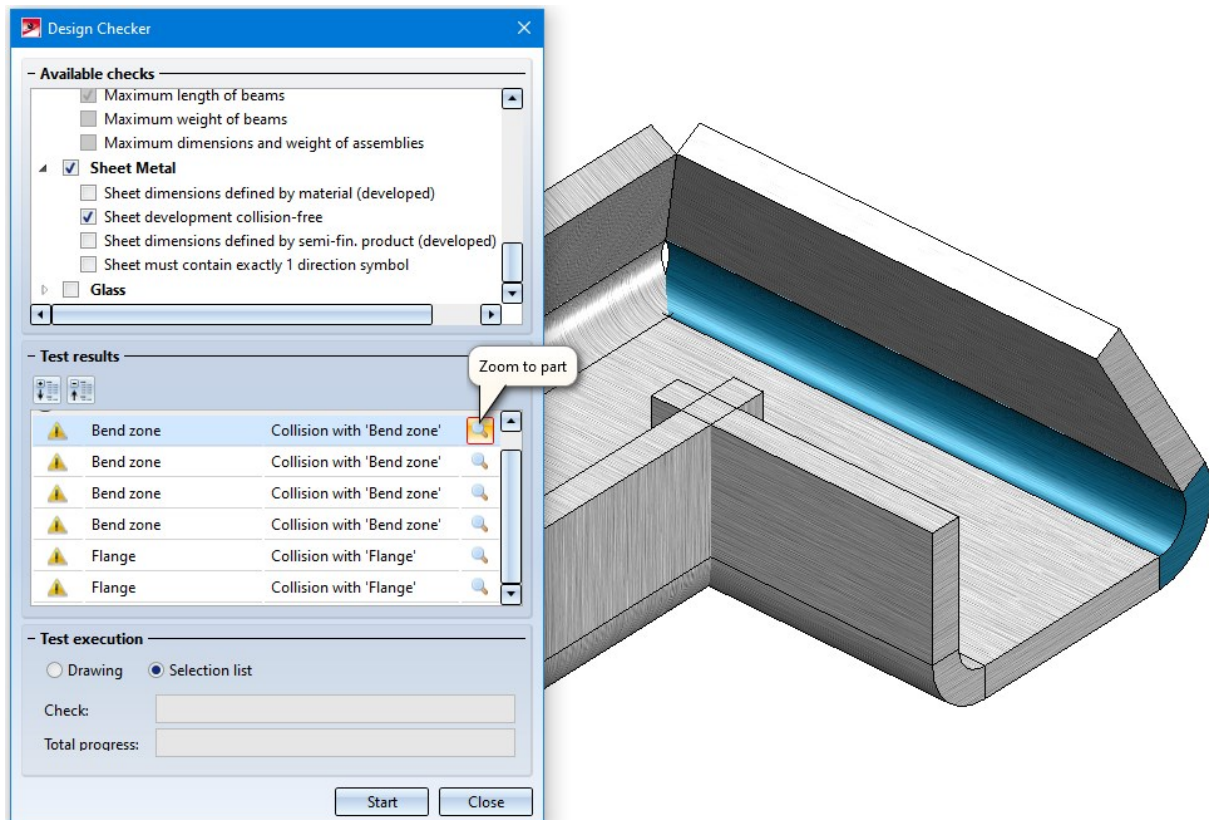 Design Checker
Available checks
Maximum length of beams
Maximum weight of beams
Maximum dimensions and weight of assemblies
Sheet Metal
Sheet dimensions defined by material (developed)
Sheet development collision-free
Sheet dimensions defined by semi-fin. product (developed)
Sheet must contain exactly 1 direction symbol
Glass
Test results
Zoom to part
Bend zone Collision with 'Bend zone'
Bend zone Collision with 'Bend zone'
Bend zone Collision with 'Bend zone'
Bend zone Collision with 'Bend zone'
Flange Collision with 'Flange'
Flange Collision with 'Flange'
Test execution
Drawing Selection list
Check:
Total progress:
Start Close